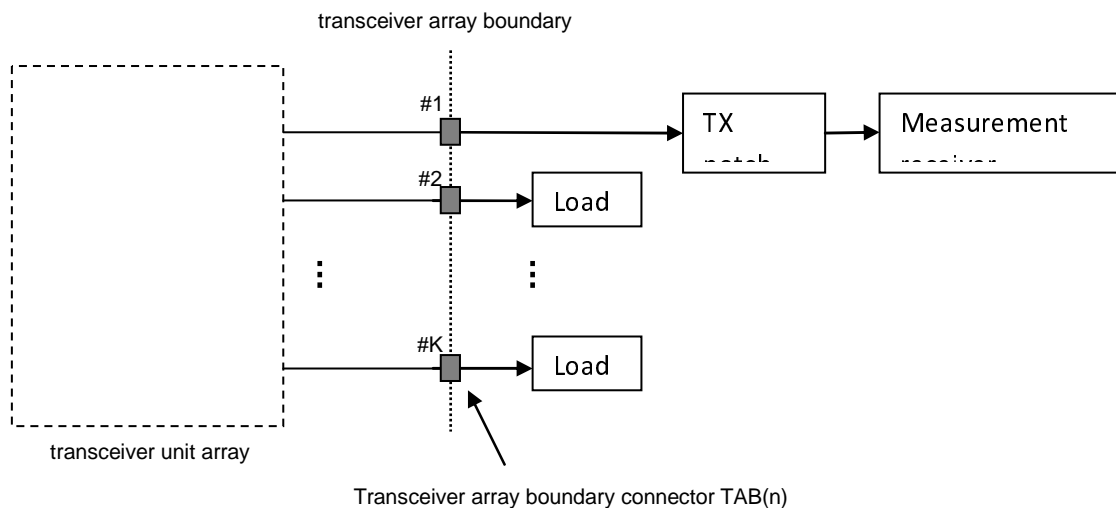 transceiver array boundary
#1
TX
Measurement
#2
Load
#K
Load
transceiver unit array
Transceiver array boundary connector TAB(n)